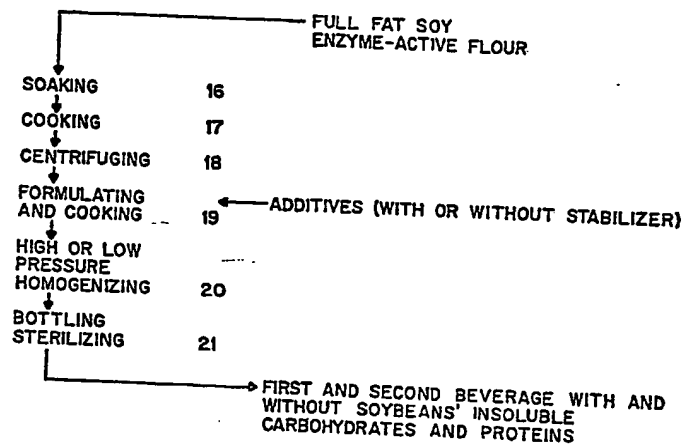 FULL FAT SOY
ENZYME-ACTIVE FLOUR
SOAKING 16
COOKING 17
CENTRIFUGING 18
FORMULATING
AND COOKING 19
ADDITIVES (WITH OR WITHOUT STABILIZER)
HIGH OR LOW
PRESSURE
HOMOGENIZING 20
BOTTLING
STERILIZING 21
FIRST AND SECOND BEVERAGE WITH AND
WITHOUT SOYBEANS' INSOLUBLE
CARBOHYDRATES AND PROTEINS